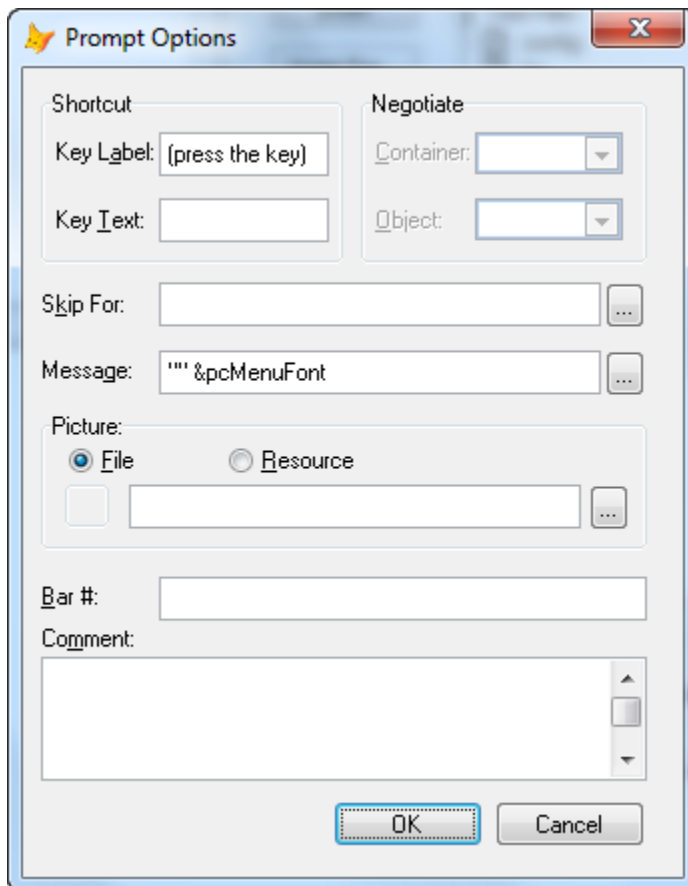 Prompt Options
Shortcut
Negotiate
Key Label: (press the key)
Container:
Key Text:
Object:
Skip For:
...
Message: "" &pcMenuFont
...
Picture:
File
Resource
...
Bar #:
Comment:
OK
Cancel